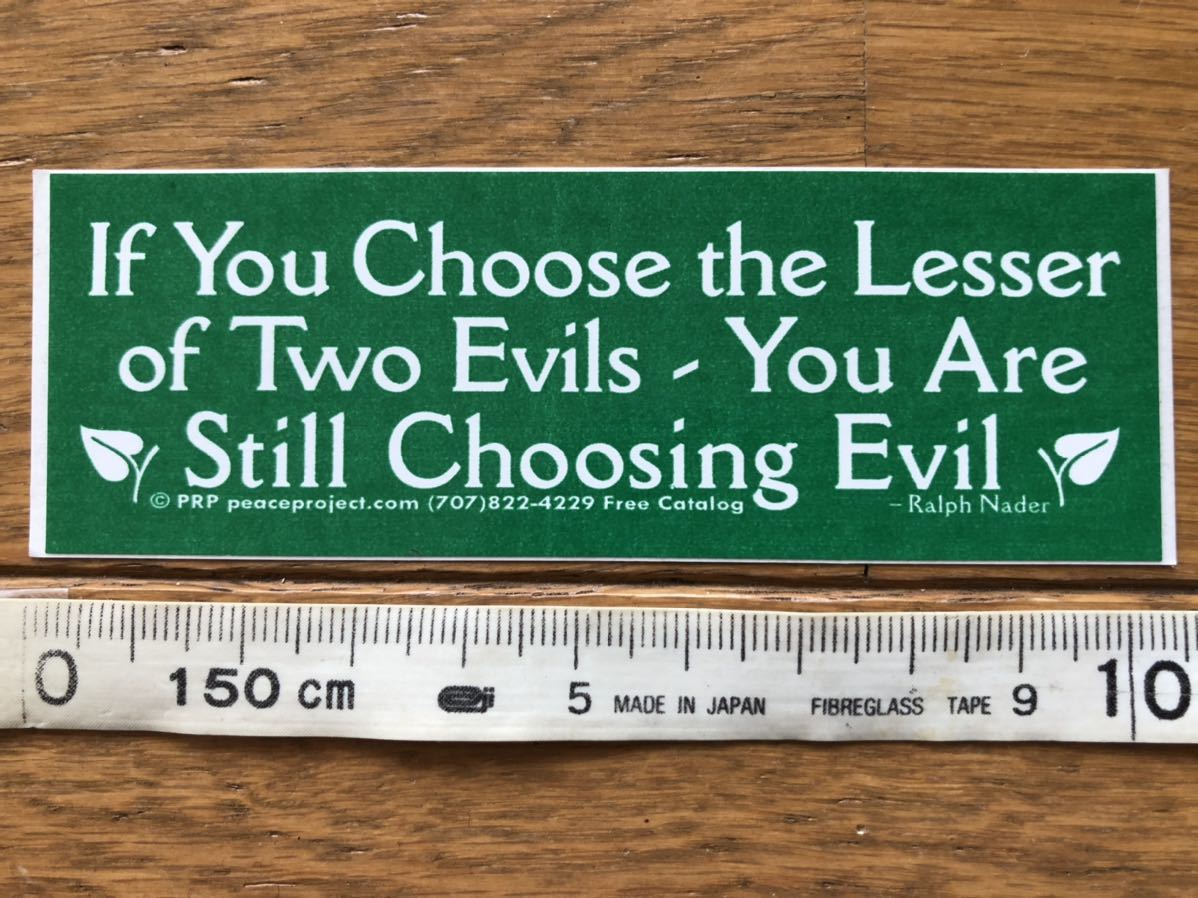 If You Choose the Lesser
of Two Evils - You Are
Still Choosing Evil
© PRP peaceproject.com (707)822-4229 Free Catalog
– Ralph Nader
0 150 cm 5 MADE IN JAPAN FIBREGLASS TAPE 9 10